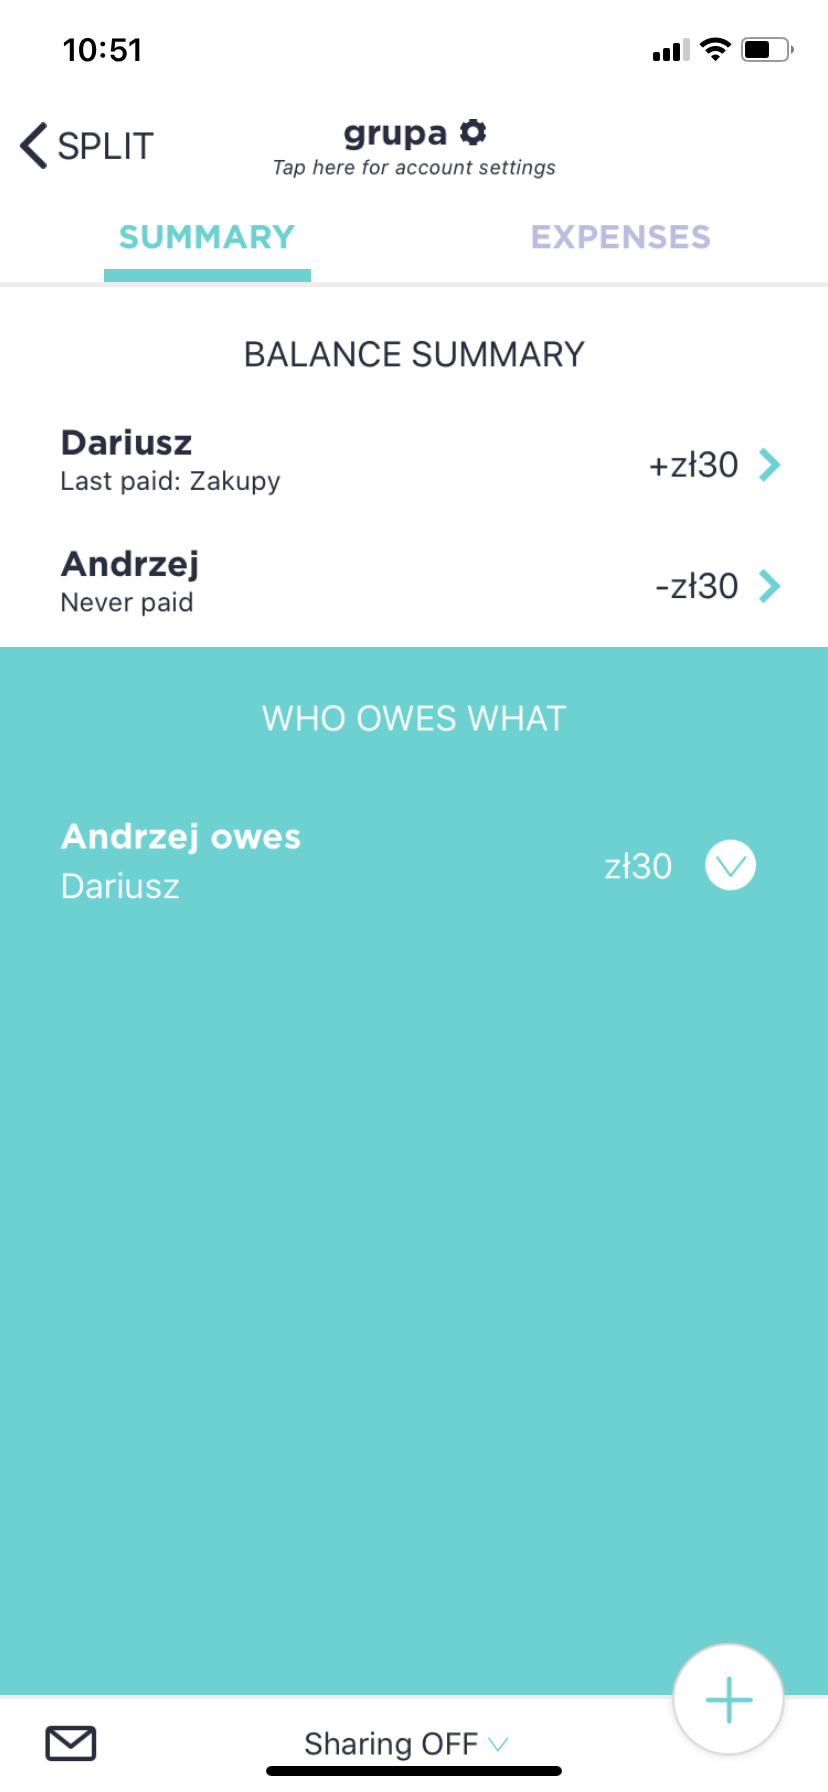 10:51
SPLIT
grupa
Tap here for account settings
SUMMARY
EXPENSES
BALANCE SUMMARY
Dariusz
Last paid: Zakupy
+zł30
Andrzej
Never paid
-zł30
WHO OWES WHAT
Andrzej owes
Dariusz
zł30
Sharing OFF